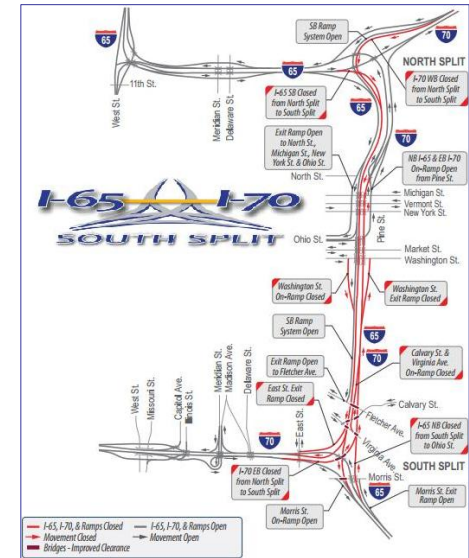 65
70
SB Ramp
System Open
NORTH SPLIT
65
11th St.
West St.
Meridian St.
Delaware St.
I-65 SB Closed
from North Split
to South Split
65
I-70 WB Closed
from North Split
to South Split
70
Exit Ramp Open
to North St.,
Michigan St., New
York St. & Ohio St.
NB I-65 & EB I-70
On-Ramp Open
from Pine St.
North St.
Michigan St.
Vermont St.
New York St.
Pine St.
I-65 I-70
SOUTH SPLIT
Ohio St.
Market St.
Washington St.
Washington St.
On-Ramp Closed
Washington St.
Exit Ramp Closed
SB Ramp
System Open
65
70
Exit Ramp Open
to Fletcher Ave.
Calvary St. &
Virginia Ave.
On-Ramp Closed
East St. Exit
Ramp Closed
Calvary St.
Fletcher Ave.
Virginia Ave
West St.
Missouri St.
Capitol Ave.
Illinois St.
Meridian St.
Madison Ave.
Delaware St.
East St.
70
I-65 NB Closed
from South Split
to Ohio St.
SOUTH SPLIT
I-70 EB Closed
from North Split
to South Split
Morris St.
65
Morris St.
On-Ramp Open
Morris St. Exit
Ramp Open
I-65, I-70, & Ramps Closed
I-65, I-70, & Ramps Open
Movement Closed
Movement Open
Bridges - Improved Clearance